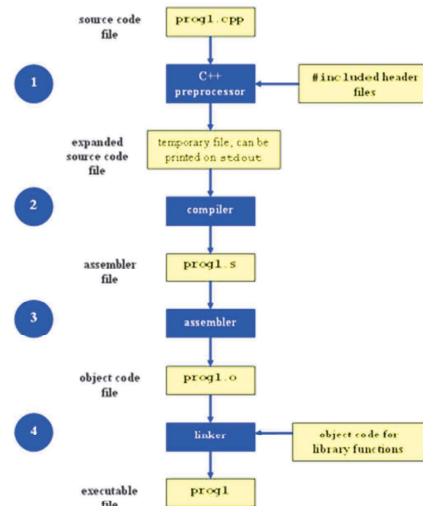 source code
file
prog1.cpp
1
C++
preprocessor
#included header
files
expanded
source code
file
temporary file, can be
printed on stdout
2
compiler
assembler
file
prog1.s
3
assembler
object code
file
prog1.o
4
linker
object code for
library functions
executable
file
prog1